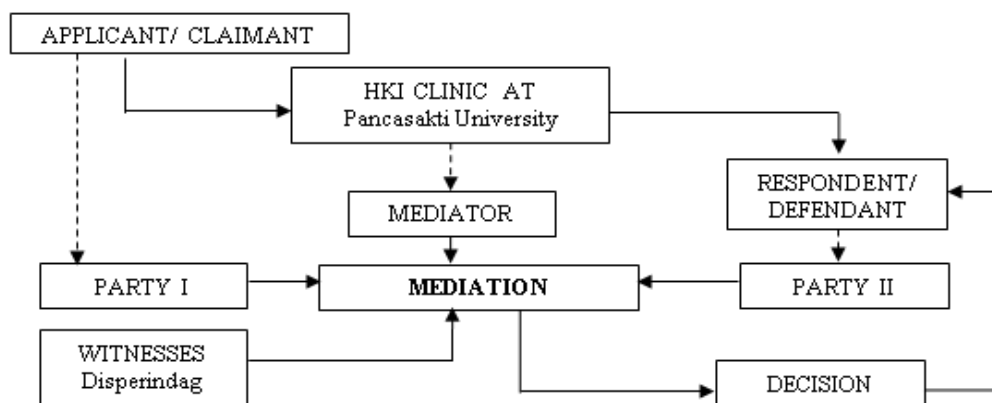 APPLICANT/ CLAIMANT
HKI CLINIC AT
Pancasakti University
RESPONDENT/
DEFENDANT
MEDIATOR
PARTY I
MEDIATION
PARTY II
WITNESSES
Disperindag
DECISION